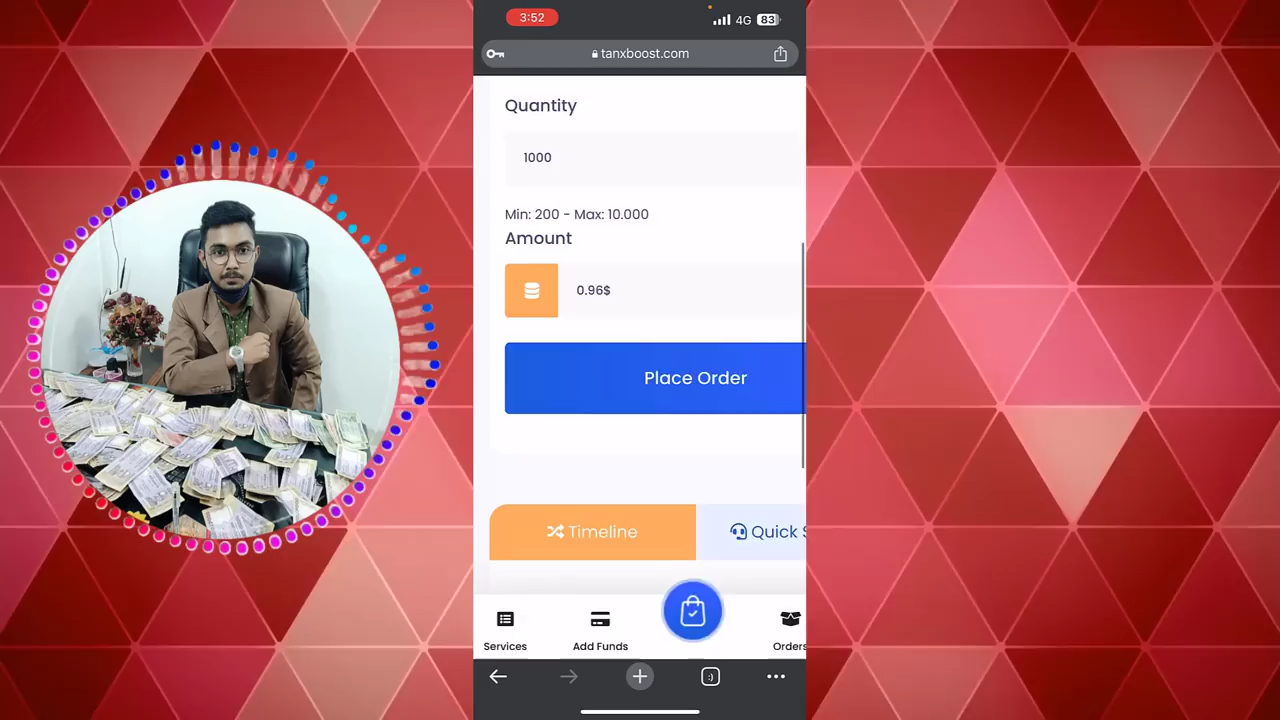 3:52
4G 83
tanxboost.com
Quantity
1000
Min: 200 - Max: 10.000
Amount
0.96$
Place Order
Timeline
Quick S
Services
Add Funds
Orders
:)